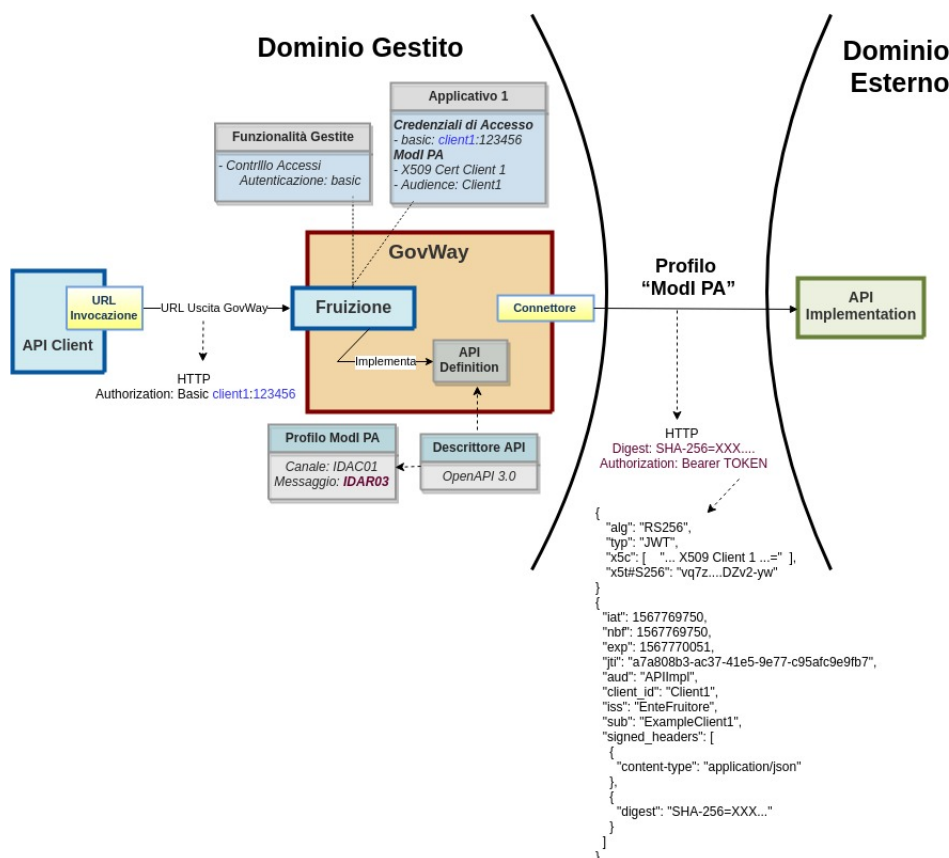 Dominio Gestito
Dominio
Esterno
Applicativo 1
Credenziali di Accesso
- basic: client1:123456
ModI PA
- X509 Cert Client 1
- Audience: Client1
Funzionalità Gestite
- Contrlllo Accessi
Autenticazione: basic
GovWay
Profilo
“ModI PA”
URL
Invocazione
API Client
URL Uscita GovWay
Fruizione
Connettore
API
Implementation
Implementa
API
Definition
HTTP
Authorization: Basic client1:123456
Profilo ModI PA
Canale: IDAC01
Messaggio: IDAR03
Descrittore API
OpenAPI 3.0
HTTP
Digest: SHA-256=XXX....
Authorization: Bearer TOKEN
{
"alg": "RS256",
"typ": "JWT",
"x5c": [ "... X509 Client 1 ...=" ],
"x5t#S256": "vq7z....DZv2-yw"
}
{
"iat": 1567769750,
"nbf": 1567769750,
"exp": 1567770051,
"jti": "a7a808b3-ac37-41e5-9e77-c95afc9e9fb7",
"aud": "APIImpl",
"client_id": "Client1",
"iss": "EnteFruitore",
"sub": "ExampleClient1",
"signed_headers": [
{
"content-type": "application/json"
},
{
"digest": "SHA-256=XXX..."
}
]
}